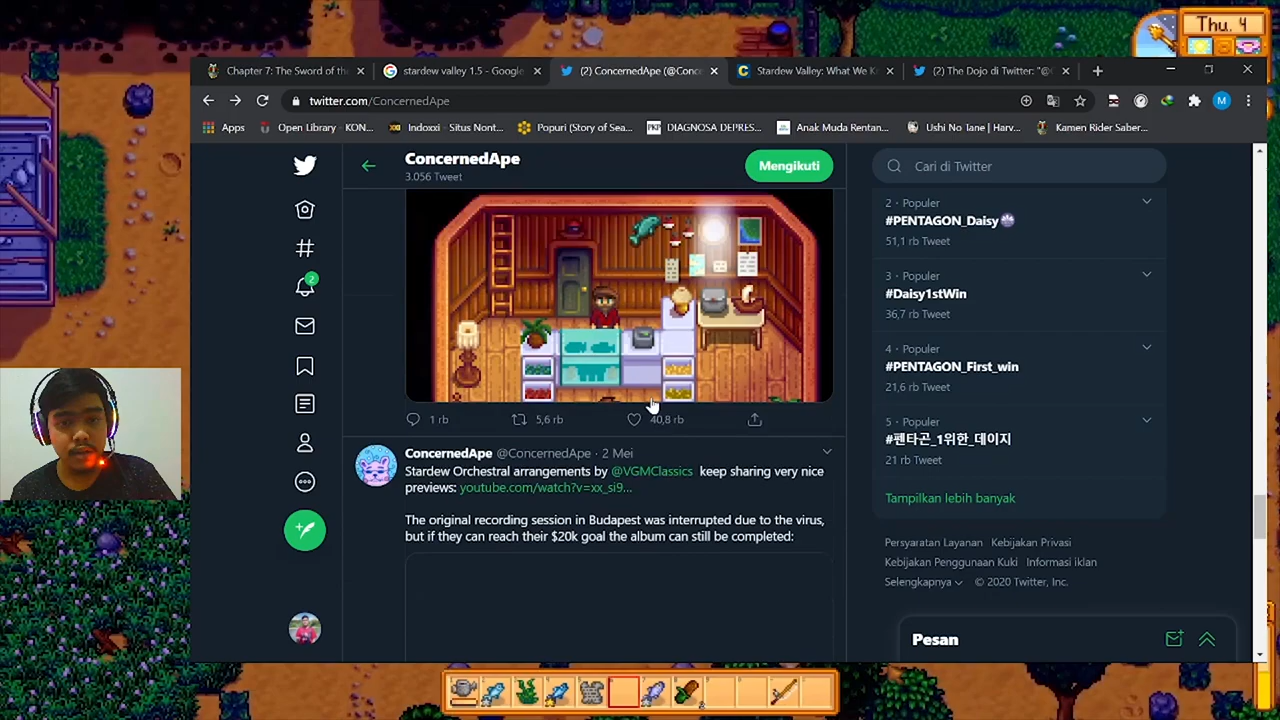 Thu. 4
Chapter 7: The Sword of the
stardew valley 1.5 - Google
(2) ConcernedApe (@Conc
Stardew Valley: What We K
(2) The Dojo di Twitter: "@
twitter.com/ConcernedApe
M
Apps
Open Library - KON...
Indoxxi - Situs Nont...
Popuri (Story of Sea...
DIAGNOSA DEPRES...
Anak Muda Rentan...
Ushi No Tane | Harv...
Kamen Rider Saber...
ConcernedApe
3.056 Tweet
Mengikuti
Cari di Twitter
2 · Populer
#PENTAGON_Daisy
51,1 rb Tweet
3 · Populer
#Daisy1stWin
36,7 rb Tweet
4 · Populer
#PENTAGON_First_win
21,6 rb Tweet
5 · Populer
#펜타곤_1위한_데이지
21 rb Tweet
Tampilkan lebih banyak
2
1 rb
5,6 rb
40,8 rb
ConcernedApe @ConcernedApe · 2 Mei
Stardew Orchestral arrangements by @VGMClassics keep sharing very nice
previews: youtube.com/watch?v=xx_si9...
The original recording session in Budapest was interrupted due to the virus,
but if they can reach their $20k goal the album can still be completed:
Persyaratan Layanan Kebijakan Privasi
Kebijakan Penggunaan Kuki Informasi iklan
Selengkapnya © 2020 Twitter, Inc.
Pesan